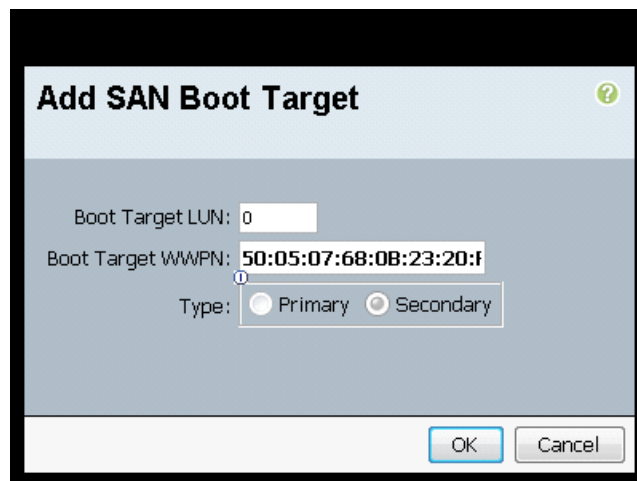 Add SAN Boot Target
?
Boot Target LUN: 0
Boot Target WWPN: 50:05:07:68:0B:23:20:
Type: Primary Secondary
OK Cancel